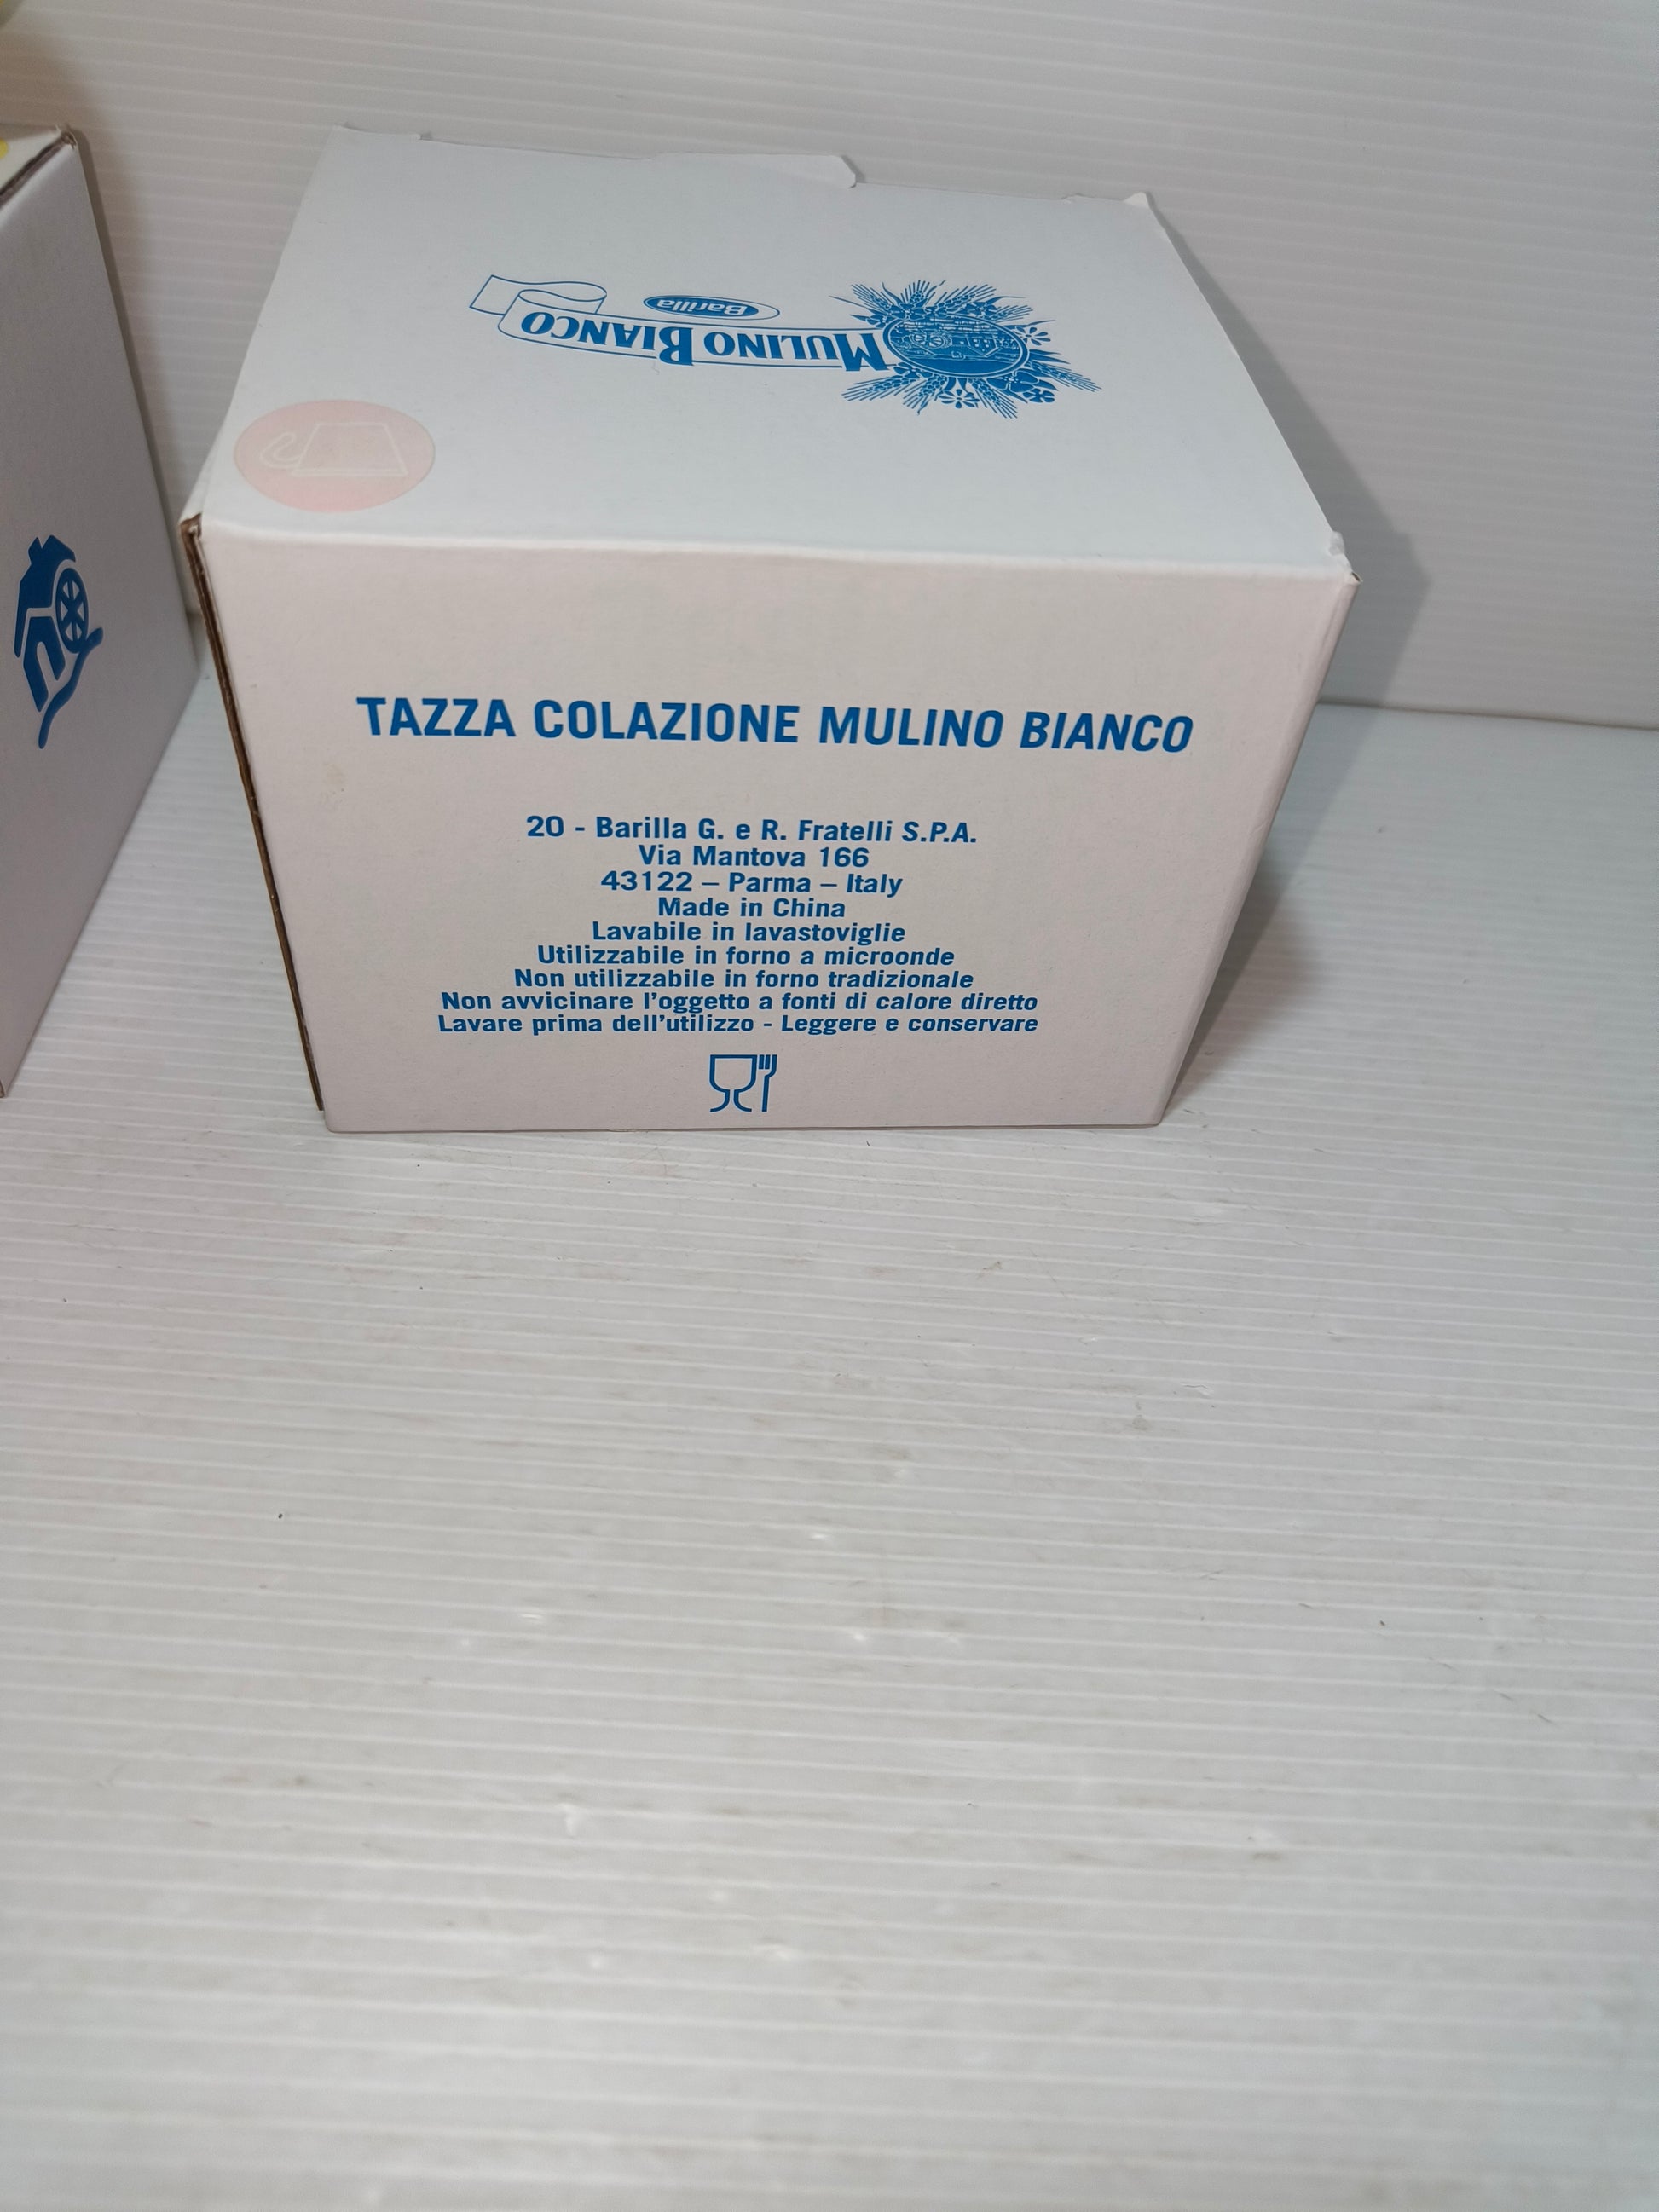 MULINO BIANCO
Barilla
TAZZA COLAZIONE MULINO BIANCO
20 - Barilla G. e R. Fratelli S.P.A.
Via Mantova 166
43122 – Parma – Italy
Made in China
Lavabile in lavastoviglie
Utilizzabile in forno a microonde
Non utilizzabile in forno tradizionale
Non avvicinare l'oggetto a fonti di calore diretto
Lavare prima dell'utilizzo - Leggere e conservare